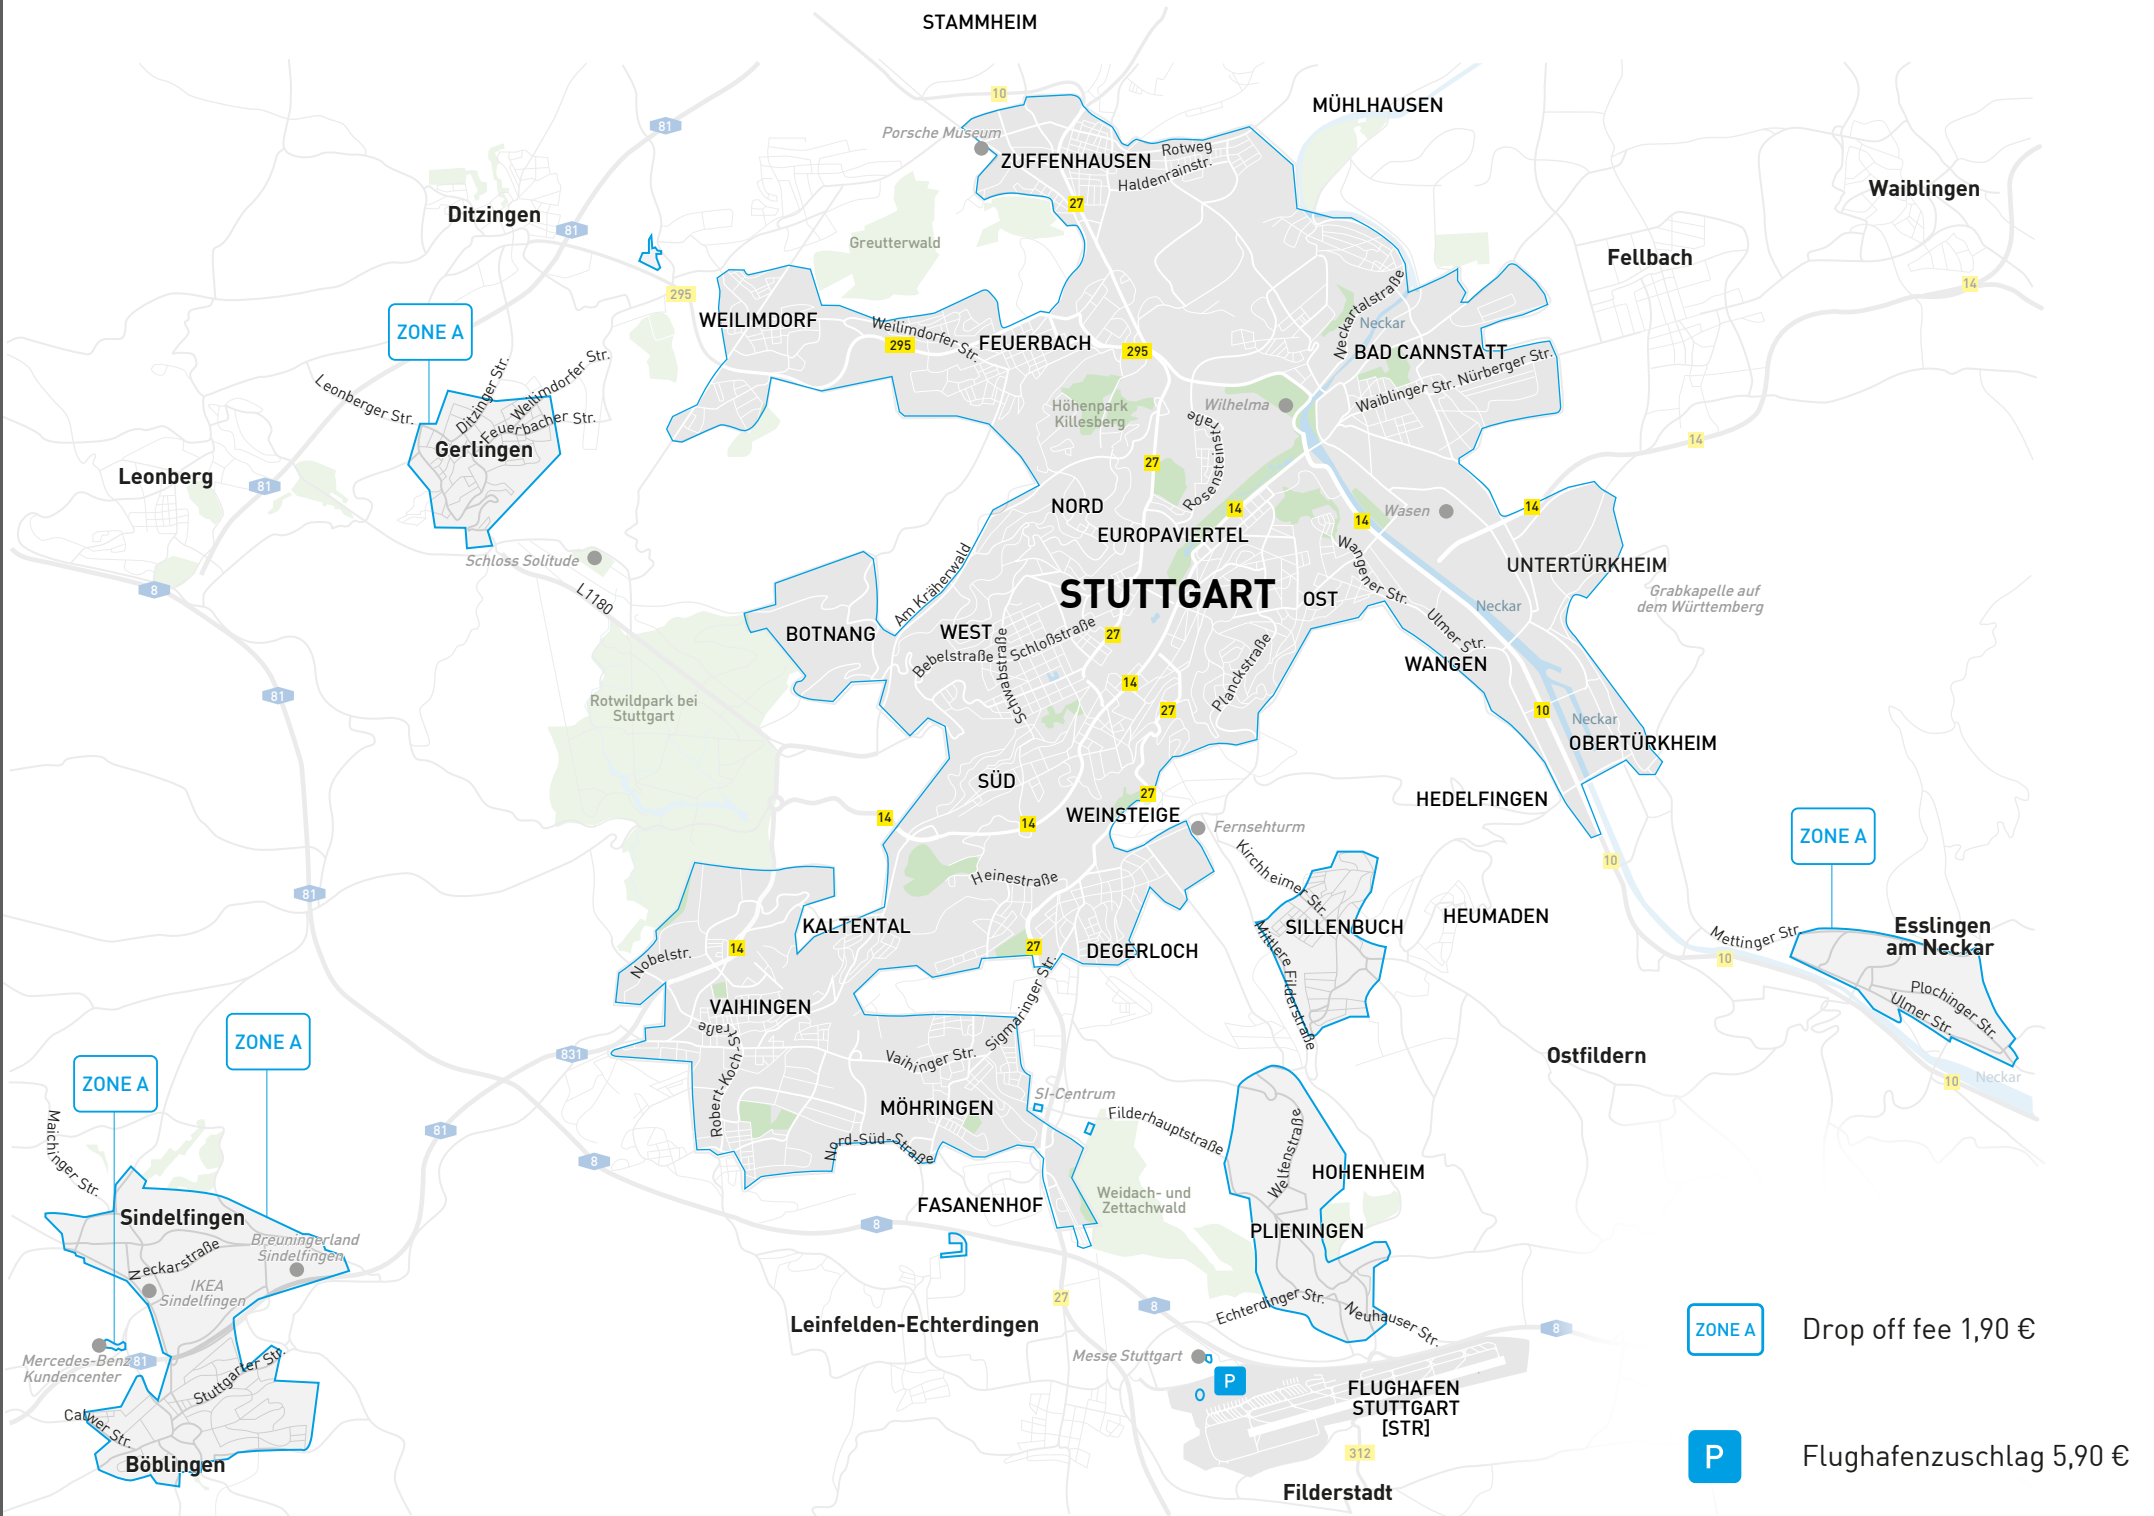 STAMMHEIM
10
MÜHLHAUSEN
81
Porsche Museum
ZUFFENHAUSEN
Rotweg
Haldenrainstr.
Waiblingen
Ditzingen
27
81
Greutterwald
Fellbach
14
295
Neckartalstraße
ZONE A
WEILIMDORF
Weilimdorfer Str.
295
FEUERBACH
295
Neckar
BAD CANNSTATT
Leonberger Str.
Ditzinger Str.
Weilimdorfer Str.
Feuerbacher Str.
Gerlingen
Höhenpark
Killesberg
Wilhelma
Waiblinger Str.
Nürberger Str.
14
Rosensteinstraße
Leonberg
81
27
NORD
14
14
Wasen
14
EUROPAVIERTEL
Schloss Solitude
L1180
Am Kräherwald
Wangener Str.
UNTERTÜRKHEIM
8
STUTTGART
OST
Grabkapelle auf
dem Württemberg
Neckar
BOTNANG
WEST
Schloßstraße
27
Ulmer Str.
Bebelstraße
Schwabstraße
Planckstraße
WANGEN
81
Rotwildpark bei
Stuttgart
14
27
10
Neckar
OBERTÜRKHEIM
SÜD
27
HEDELFINGEN
14
14
WEINSTEIGE
Fernsehturm
ZONE A
10
Kirchheimer Str.
Heinestraße
81
KALTENTAL
SILLENBUCH
HEUMADEN
Esslingen
am Neckar
14
27
DEGERLOCH
Mittlere Filderstraße
Mettinger Str.
10
Nobelstr.
VAIHINGEN
Sigmaringer Str.
Plochinger Str.
Ulmer Str.
ZONE A
831
Robert-Koch-Straße
Vaihinger Str.
Ostfildern
ZONE A
SI-Centrum
10
Neckar
MÖHRINGEN
Filderhauptstraße
Maichinger Str.
81
8
Nord-Süd-Straße
Welfenstraße
HOHENHEIM
Weidach- und
Zettachwald
FASANENHOF
Sindelfingen
8
PLIENINGEN
Breuningerland
Sindelfingen
Neckarstraße
IKEA
Sindelfingen
27
8
Echterdinger Str.
Neuhauser Str.
Leinfelden-Echterdingen
8
ZONE A
Drop off fee 1,90 €
Mercedes-Benz
Kundencenter
81
Stuttgarter Str.
Messe Stuttgart
P
FLUGHAFEN
STUTTGART
[STR]
Calwer Str.
312
Böblingen
P
Flughafenzuschlag 5,90 €
Filderstadt